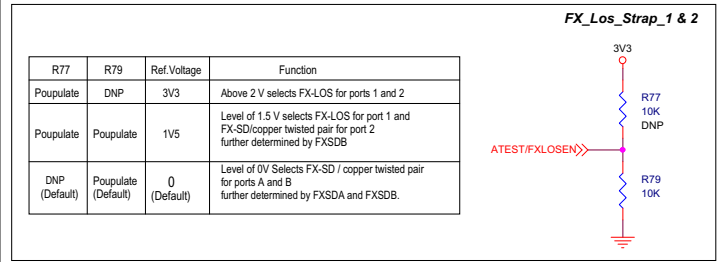 FX_Los_Strap_1 & 2
R77 R79 Ref.Voltage Function
Poupulate DNP 3V3 Above 2 V selects FX-LOS for ports 1 and 2
Poupulate Poupulate 1V5 Level of 1.5 V selects FX-LOS for port 1 and
FX-SD/copper twisted pair for port 2
further determined by FXSDB
DNP
(Default)
Poupulate
(Default)
0
(Default)
Level of 0V Selects FX-SD / copper twisted pair
for ports A and B
further determined by FXSDA and FXSDB.
3V3
R77
10K
DNP
ATEST/FXLOSEN
R79
10K